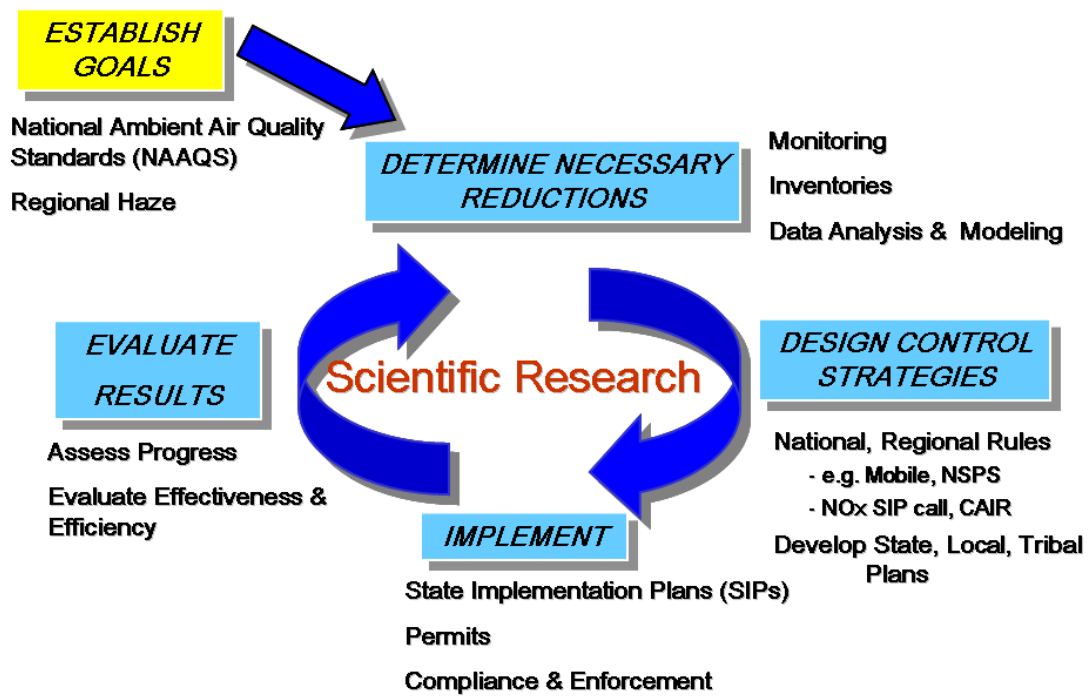 ESTABLISH
GOALS
National Ambient Air Quality
Standards (NAAQS)
Regional Haze
DETERMINE NECESSARY
REDUCTIONS
Monitoring
Inventories
Data Analysis & Modeling
DESIGN CONTROL
STRATEGIES
National, Regional Rules
- e.g. Mobile, NSPS
- NOx SIP call, CAIR
Develop State, Local, Tribal
Plans
IMPLEMENT
State Implementation Plans (SIPs)
Permits
Compliance & Enforcement
EVALUATE
RESULTS
Assess Progress
Evaluate Effectiveness &
Efficiency
Scientific Research